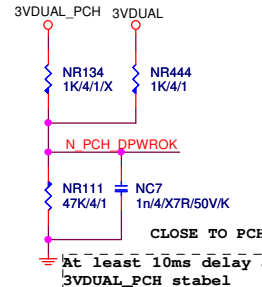 3VDUAL_PCH 3VDUAL
NR134
1K/4/1/X
NR444
1K/4/1
N_PCH_DPWROK
NR111
47K/4/1
NC7
1n/4/X7R/50V/K
CLOSE TO PCH
At least 10ms delay
3VDUAL_PCH stabel